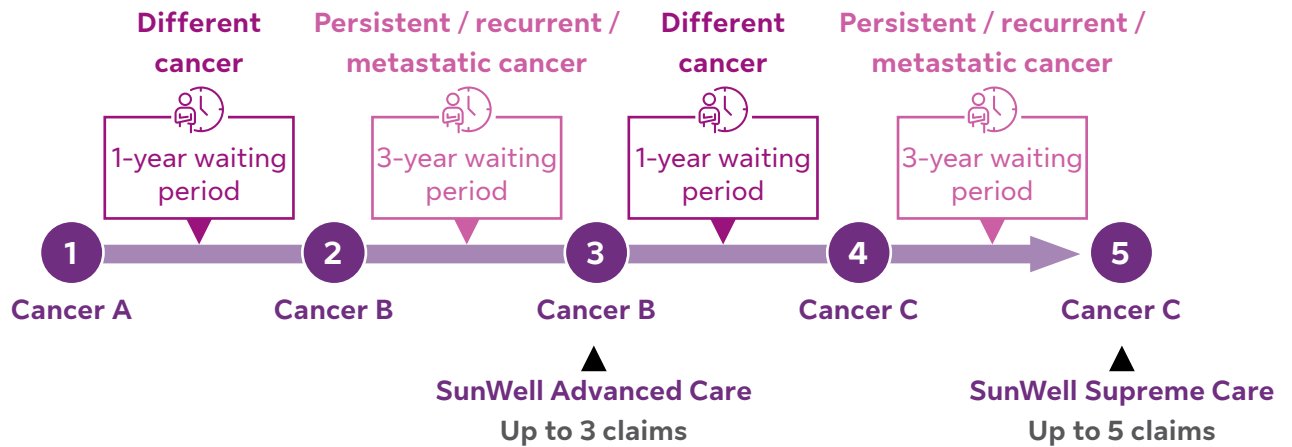 Different
cancer
Persistent / recurrent /
metastatic cancer
Different
cancer
Persistent / recurrent /
metastatic cancer
1-year waiting
period
3-year waiting
period
1-year waiting
period
3-year waiting
period
1
2
3
4
5
Cancer A
Cancer B
Cancer B
Cancer C
Cancer C
SunWell Advanced Care
Up to 3 claims
SunWell Supreme Care
Up to 5 claims